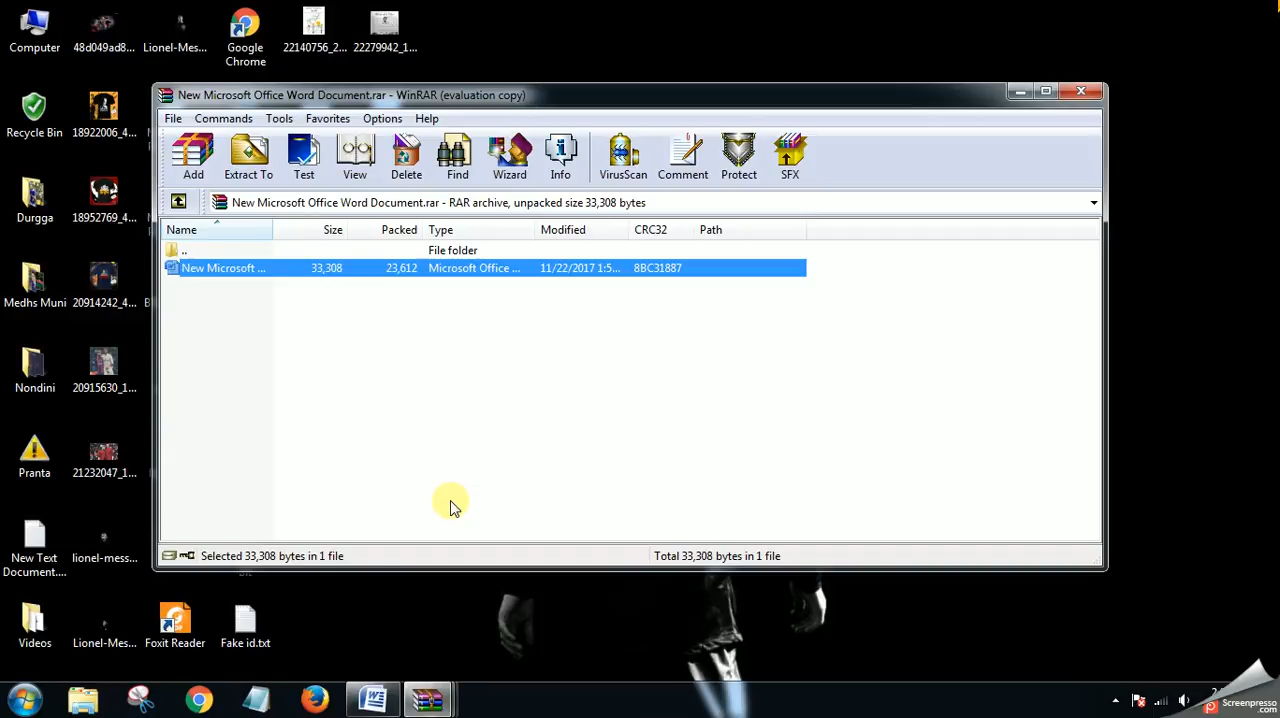 Computer
48d049ad8...
Lionel-Mes...
Google
Chrome
22140756_2...
22279942_1...
Recycle Bin
18922006_4...
Durgga
18952769_4...
Medhs Muni
20914242_4...
Nondini
20915630_1...
Pranta
21232047_1...
New Text
Document....
lionel-mess...
Videos
Lionel-Mes...
Foxit Reader
Fake id.txt
New Microsoft Office Word Document.rar - WinRAR (evaluation copy)
File Commands Tools Favorites Options Help
Add Extract To Test View Delete Find Wizard Info VirusScan Comment Protect SFX
New Microsoft Office Word Document.rar - RAR archive, unpacked size 33,308 bytes
Name Size Packed Type Modified CRC32 Path
.. File folder
New Microsoft ... 33,308 23,612 Microsoft Office ... 11/22/2017 1:5... 8BC31887
Selected 33,308 bytes in 1 file Total 33,308 bytes in 1 file
Screenpresso
.com